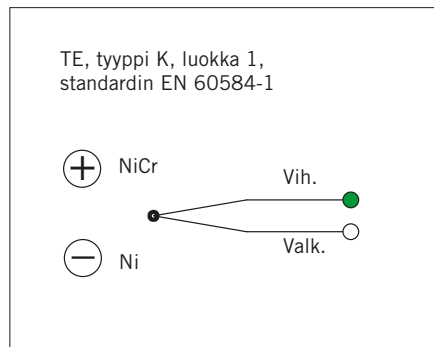 TE, tyyppi K, luokka 1,
standardin EN 60584-1
NiCr
Vih.
Valk.
Ni